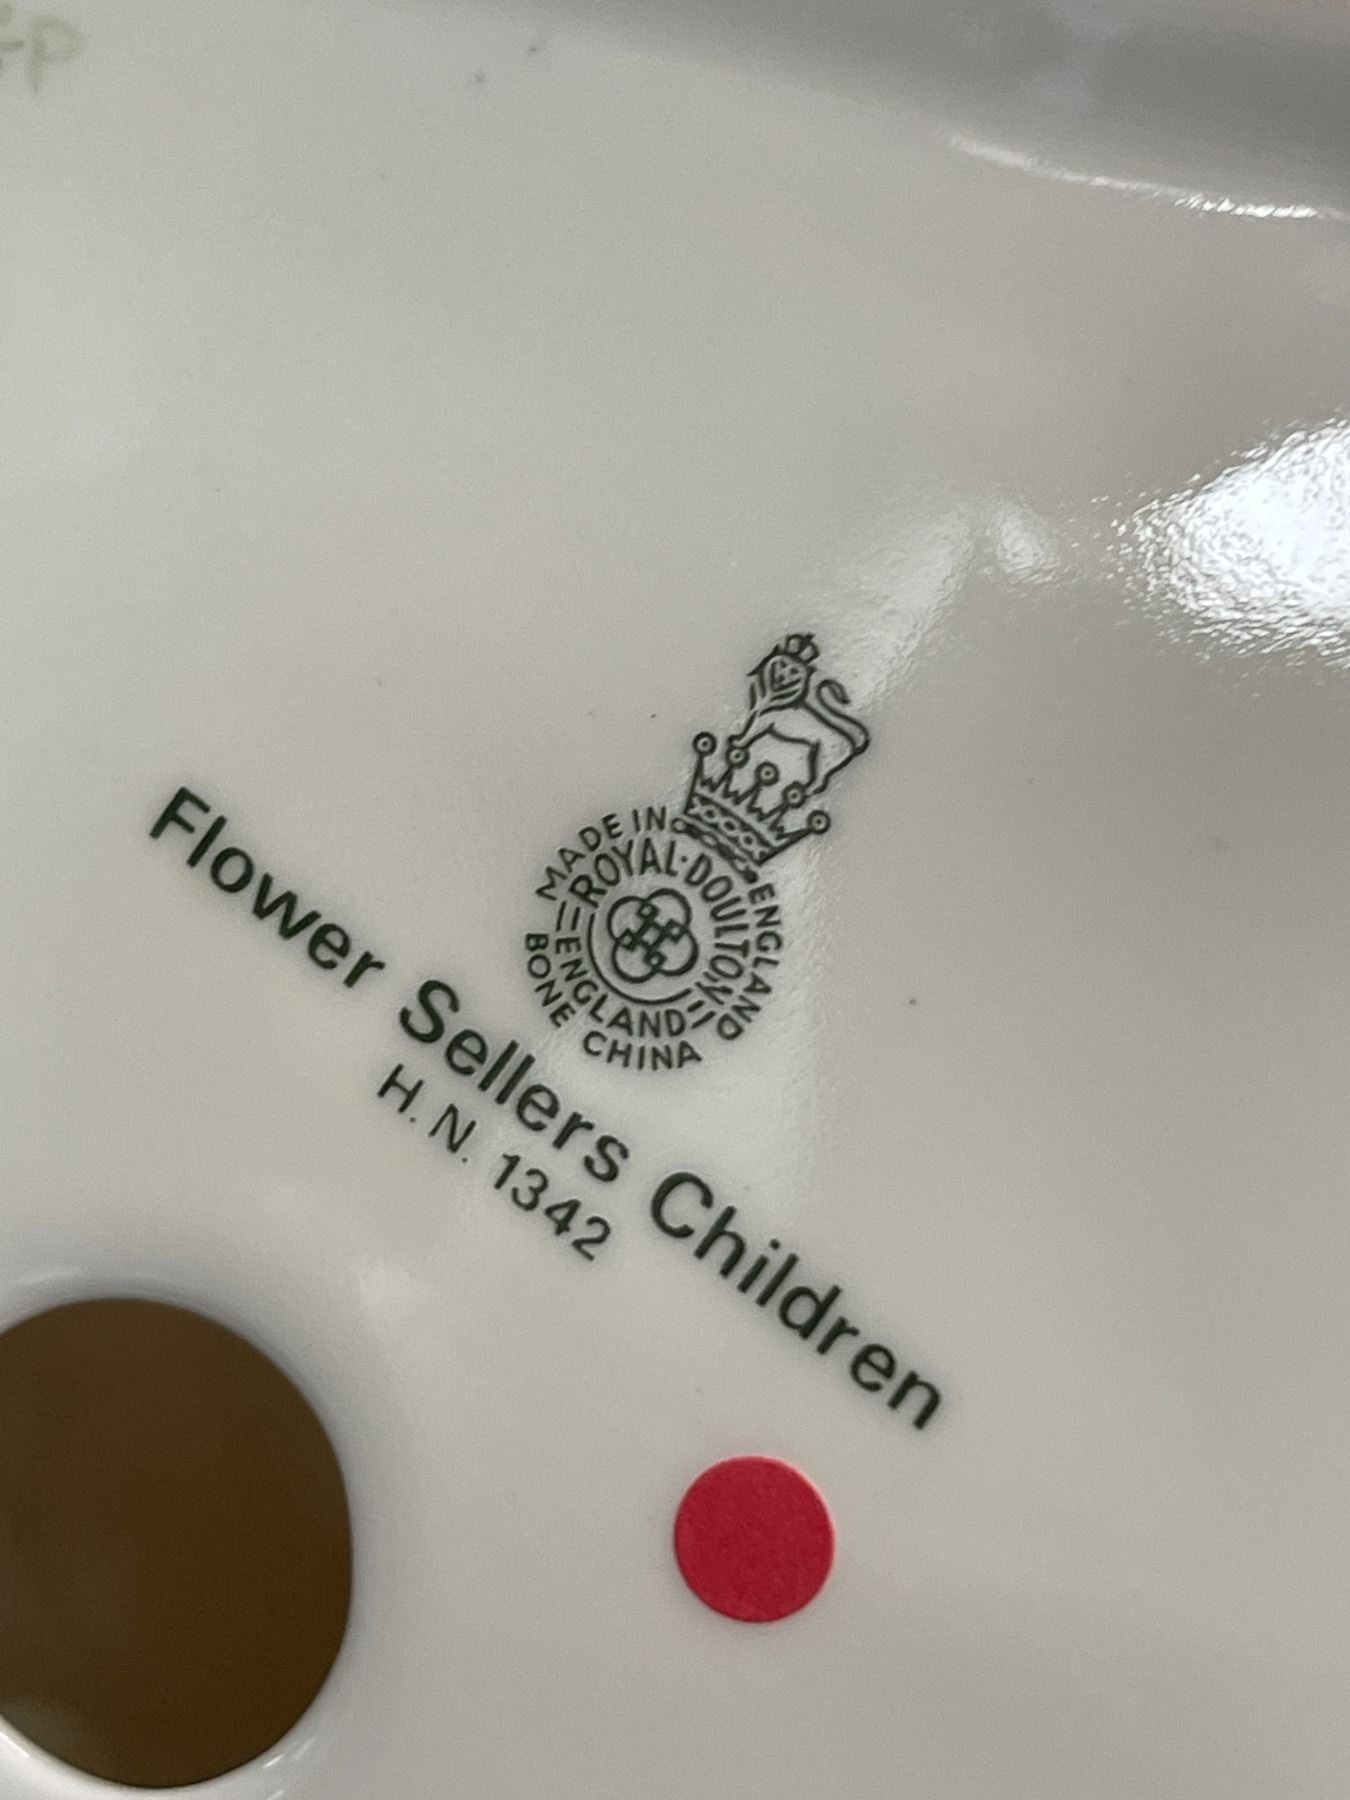 MADE IN ENGLAND
ROYAL·DOULTON
ENGLAND
BONE CHINA
Flower Sellers Children
H. N. 1342